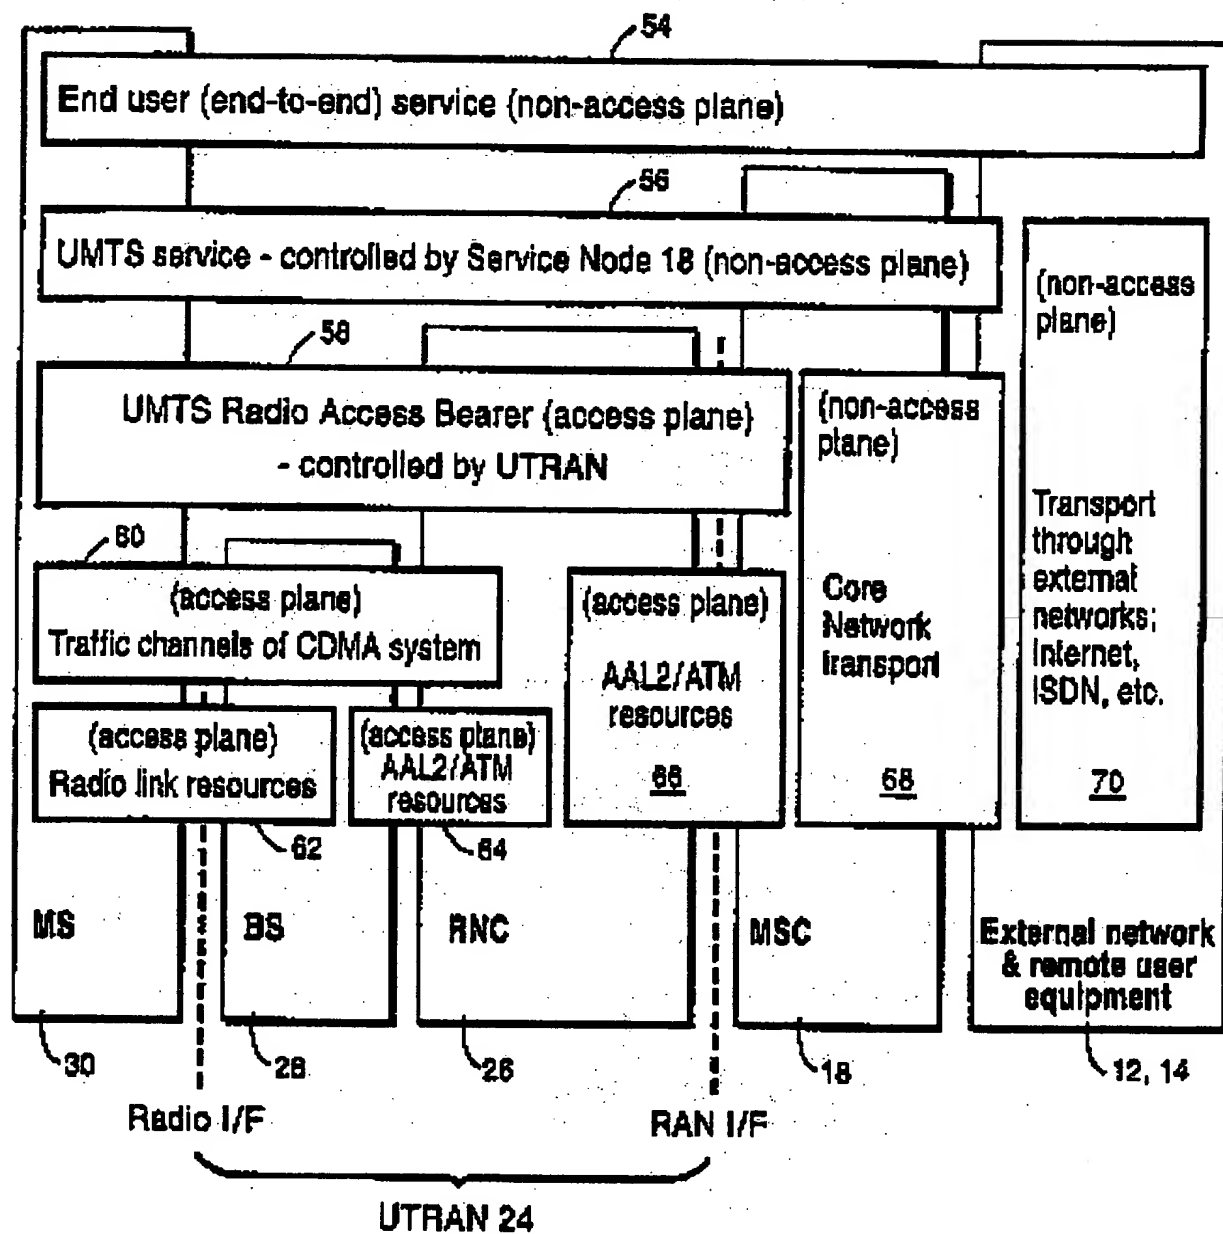 54
End user (end-to-end) service (non-access plane)
56
UMTS service - controlled by Service Node 18 (non-access plane)
(non-access
plane)
58
UMTS Radio Access Bearer (access plane)
- controlled by UTRAN
(non-access
plane)
60
(access plane)
Traffic channels of CDMA system
(access plane)
AAL2/ATM
resources
66
Core
Network
transport
68
Transport
through
external
networks;
Internet,
ISDN, etc.
70
(access plane)
Radio link resources
(access plane)
AAL2/ATM
resources
62
64
MS
BS
RNC
MSC
External network
& remote user
equipment
30
28
26
18
12, 14
Radio I/F
RAN I/F
UTRAN 24